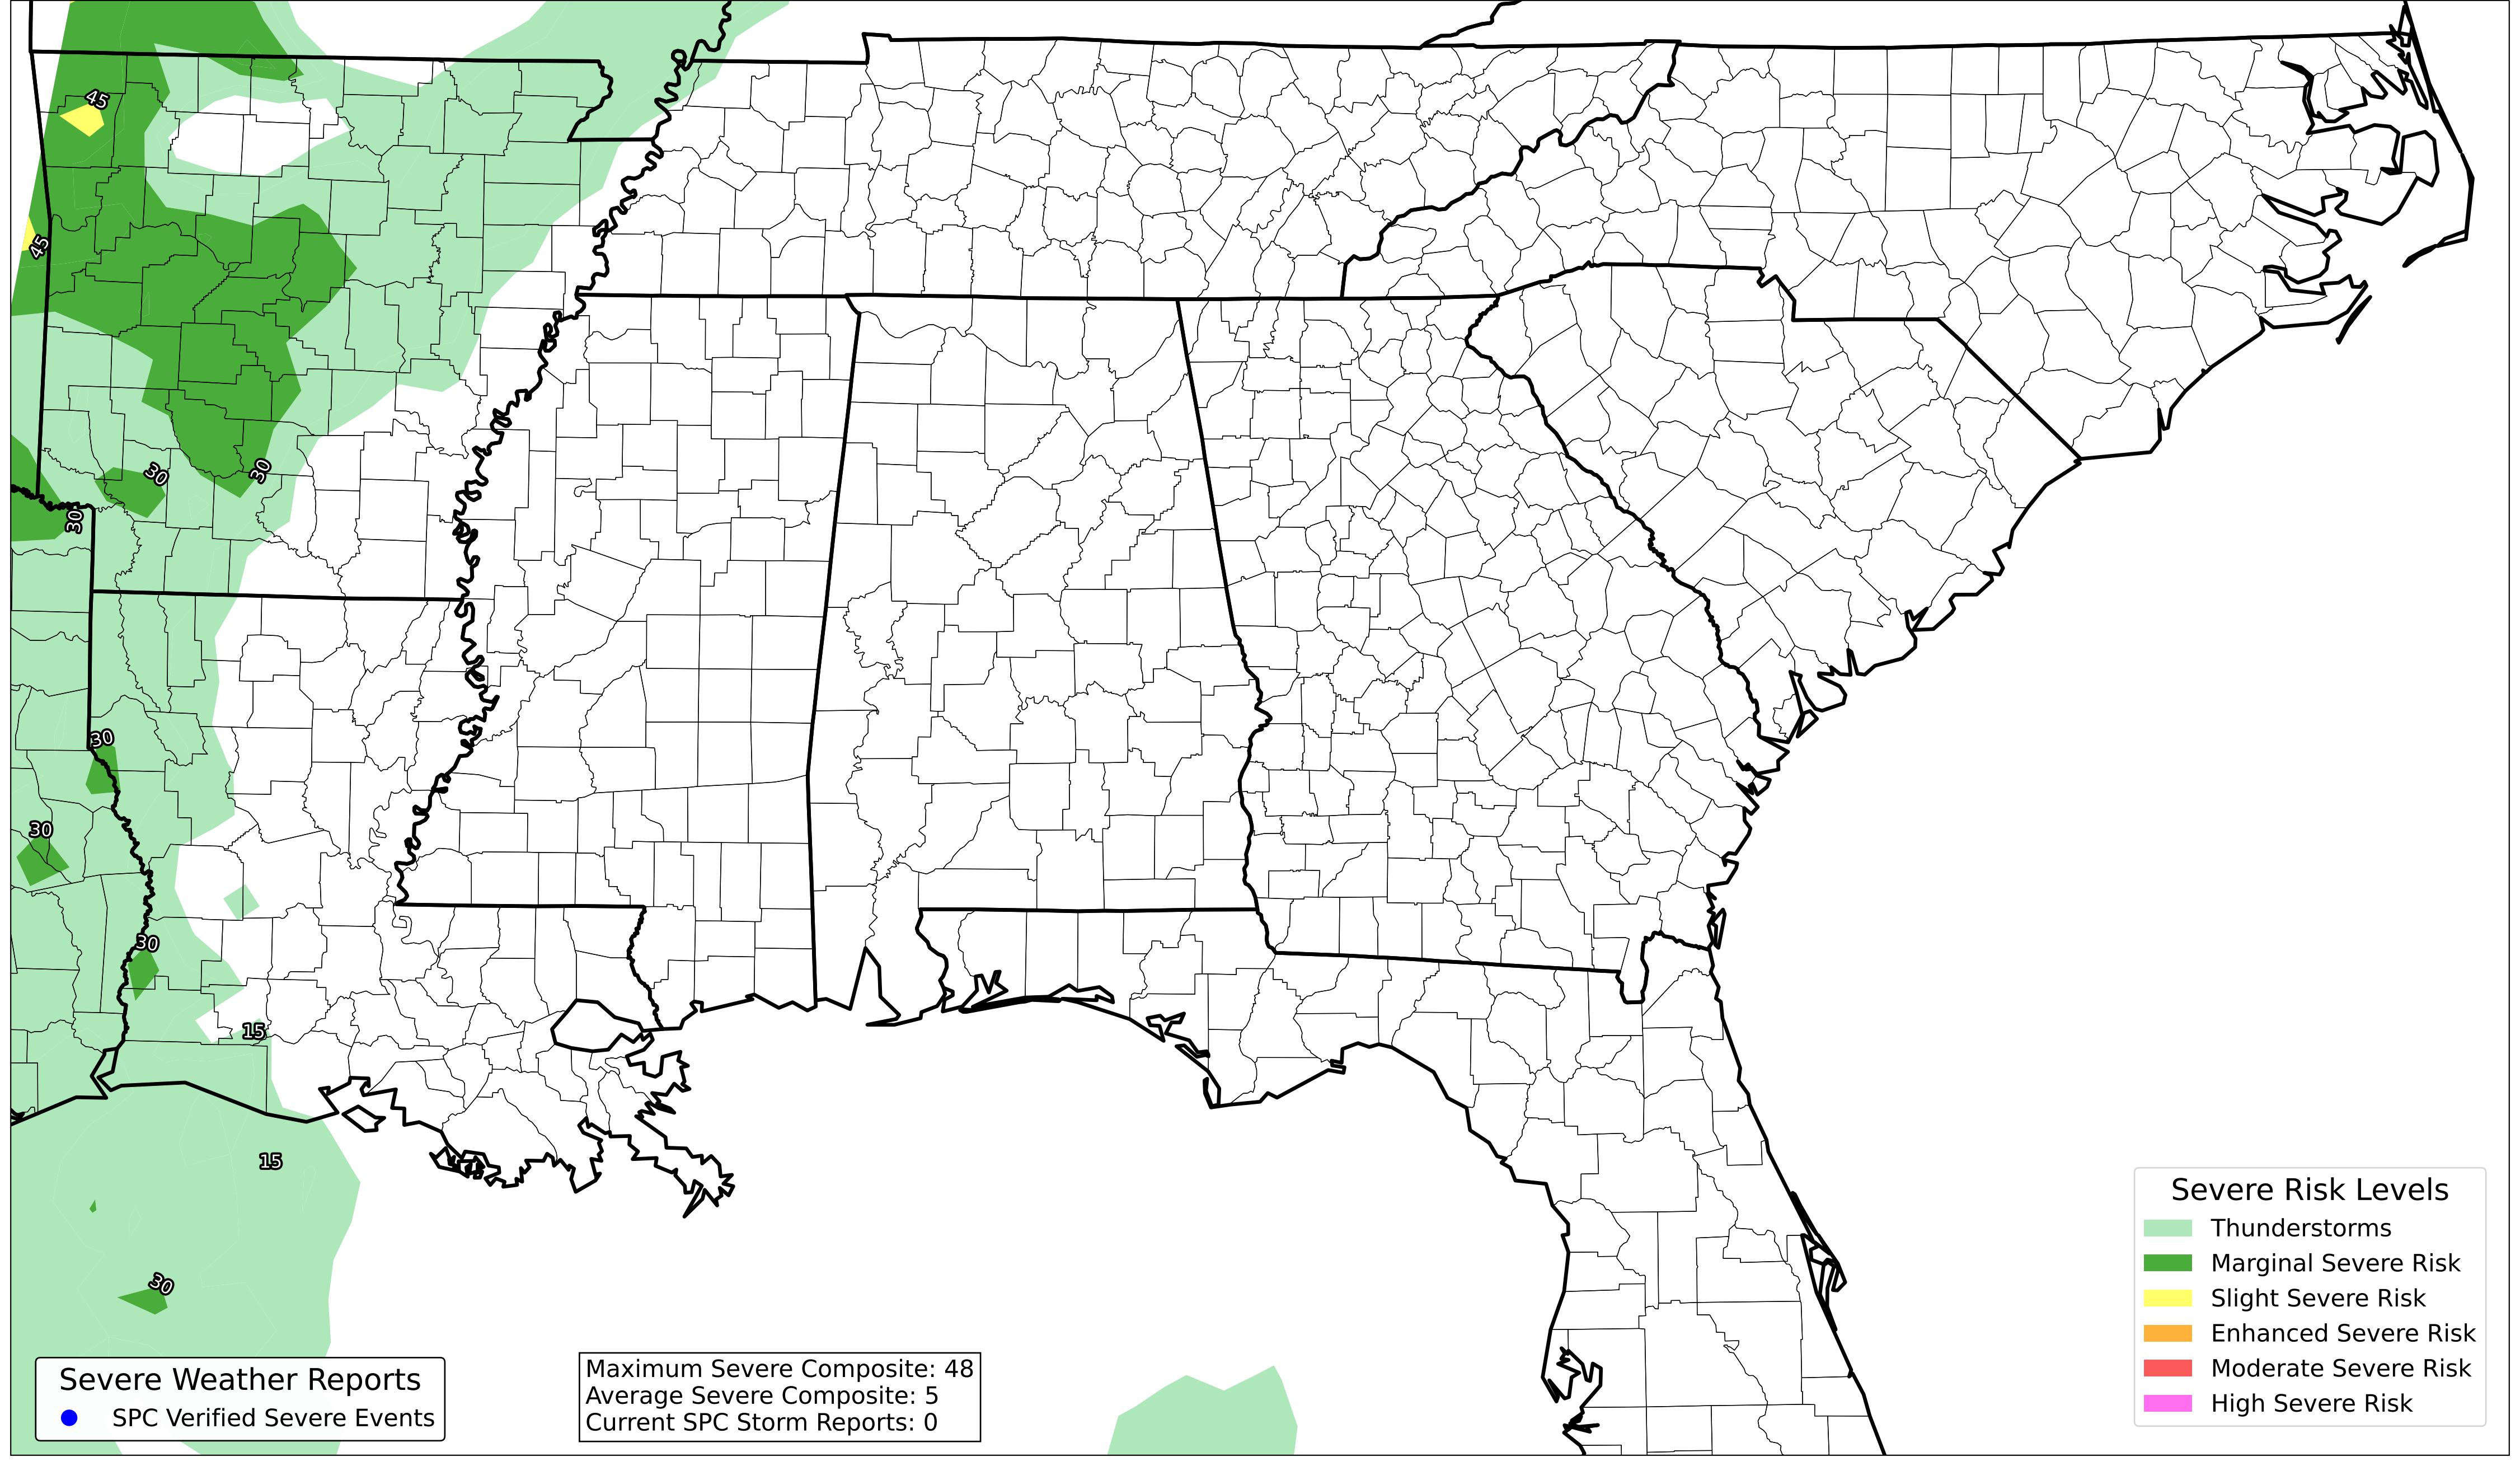 45
45
30
30
30
30
30
30
15
15
30
Severe Weather Reports
SPC Verified Severe Events
Maximum Severe Composite: 48
Average Severe Composite: 5
Current SPC Storm Reports: 0
Severe Risk Levels
Thunderstorms
Marginal Severe Risk
Slight Severe Risk
Enhanced Severe Risk
Moderate Severe Risk
High Severe Risk